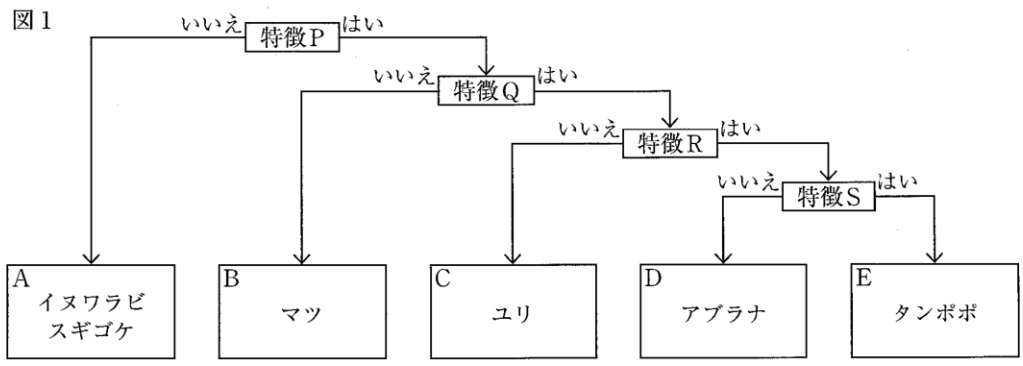 図1
いいえ 特徴P はい
いいえ 特徴Q はい
いいえ 特徴R はい
いいえ 特徴S はい
A
イヌワラビ
スギゴケ
B
マツ
C
ユリ
D
アブラナ
E
タンポポ